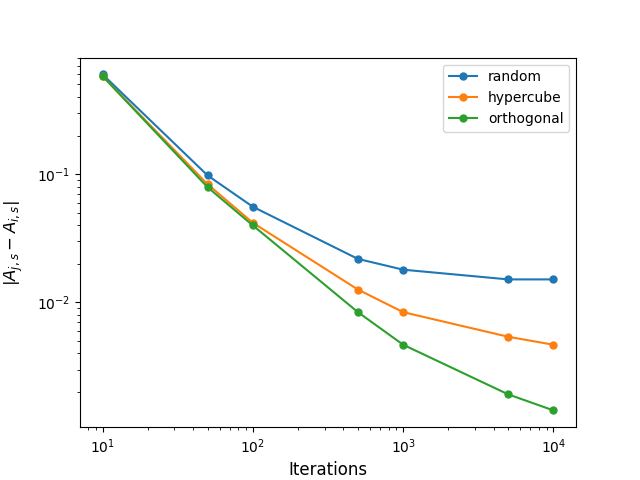 random
hypercube
orthogonal
|A_{j,s} − A_{i,s}|
10^{-1}
10^{-2}
10^1
10^2
10^3
10^4
Iterations